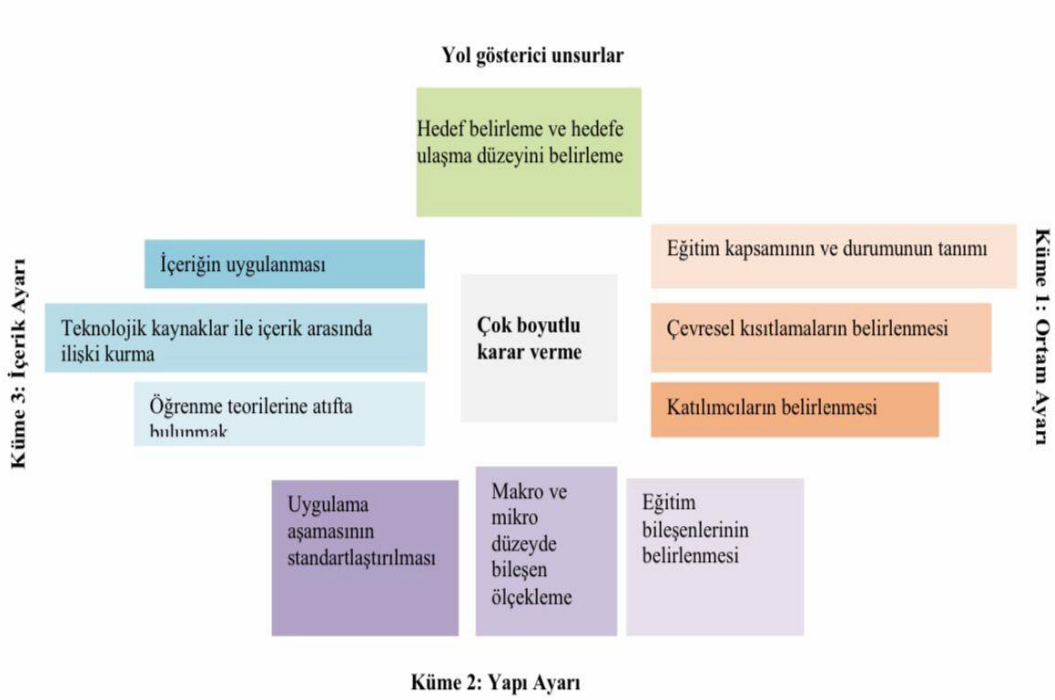 Yol gösterici unsurlar
Hedef belirleme ve hedefe
ulaşma düzeyini belirleme
Küme 3: İçerik Ayarı
İçeriğin uygulanması
Teknolojik kaynaklar ile içerik arasında
ilişki kurma
Öğrenme teorilerine atıfta
bulunmak
Çok boyutlu
karar verme
Eğitim kapsamının ve durumunun tanımı
Çevresel kısıtlamaların belirlenmesi
Katılımcıların belirlenmesi
Küme 1: Ortam Ayarı
Uygulama
aşamasının
standartlaştırılması
Makro ve
mikro
düzeyde
bileşen
ölçekleme
Eğitim
bileşenlerinin
belirlenmesi
Küme 2: Yapı Ayarı